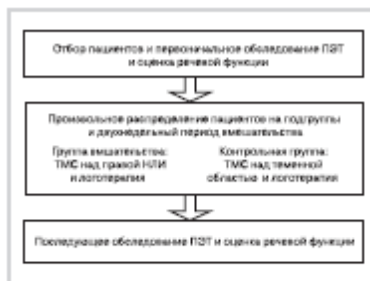 Отбор пациентов и первоначальное обследование ПЭТ
и оценка речевой функции
Произвольное распределение пациентов на подгруппы
и двухнедельный период вмешательства
Группа вмешательства:
ТМС над правой НЛИ
и логотерапия
Контрольная группа:
ТМС над теменной
областью и логотерапия
Последующее обследование ПЭТ и оценка речевой функции